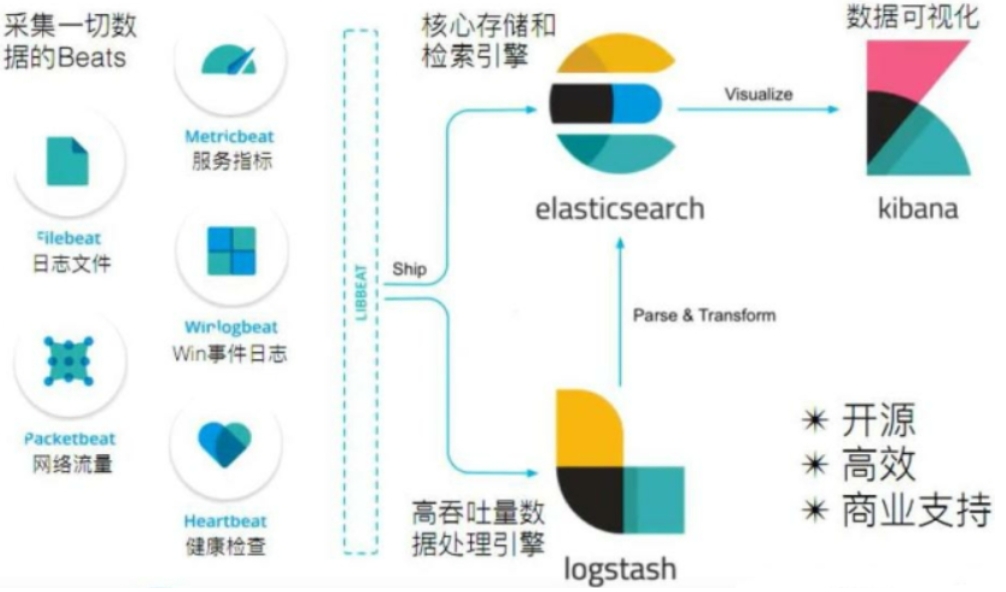 采集一切数
据的Beats
Metricbeat
服务指标
Filebeat
日志文件
Winlogbeat
Win事件日志
Packetbeat
网络流量
Heartbeat
健康检查
LIBBEAT
Ship
核心存储和
检索引擎
elasticsearch
Visualize
数据可视化
kibana
Parse & Transform
高吞吐量数
据处理引擎
logstash
✴ 开源
✴ 高效
✴ 商业支持